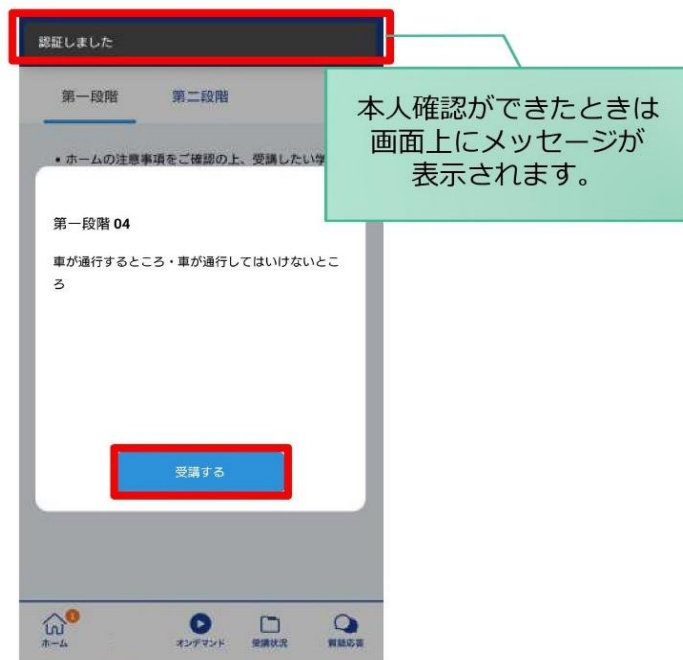 認証しました
本人確認ができたときは
画面上にメッセージが
表示されます。
第一段階 第二段階
• ホームの注意事項をご確認の上、受講したい学
第一段階 04
車が通行するところ・車が通行してはいけないとこ
ろ
受講する
1
ホーム オンデマンド 受講状況 質疑応答